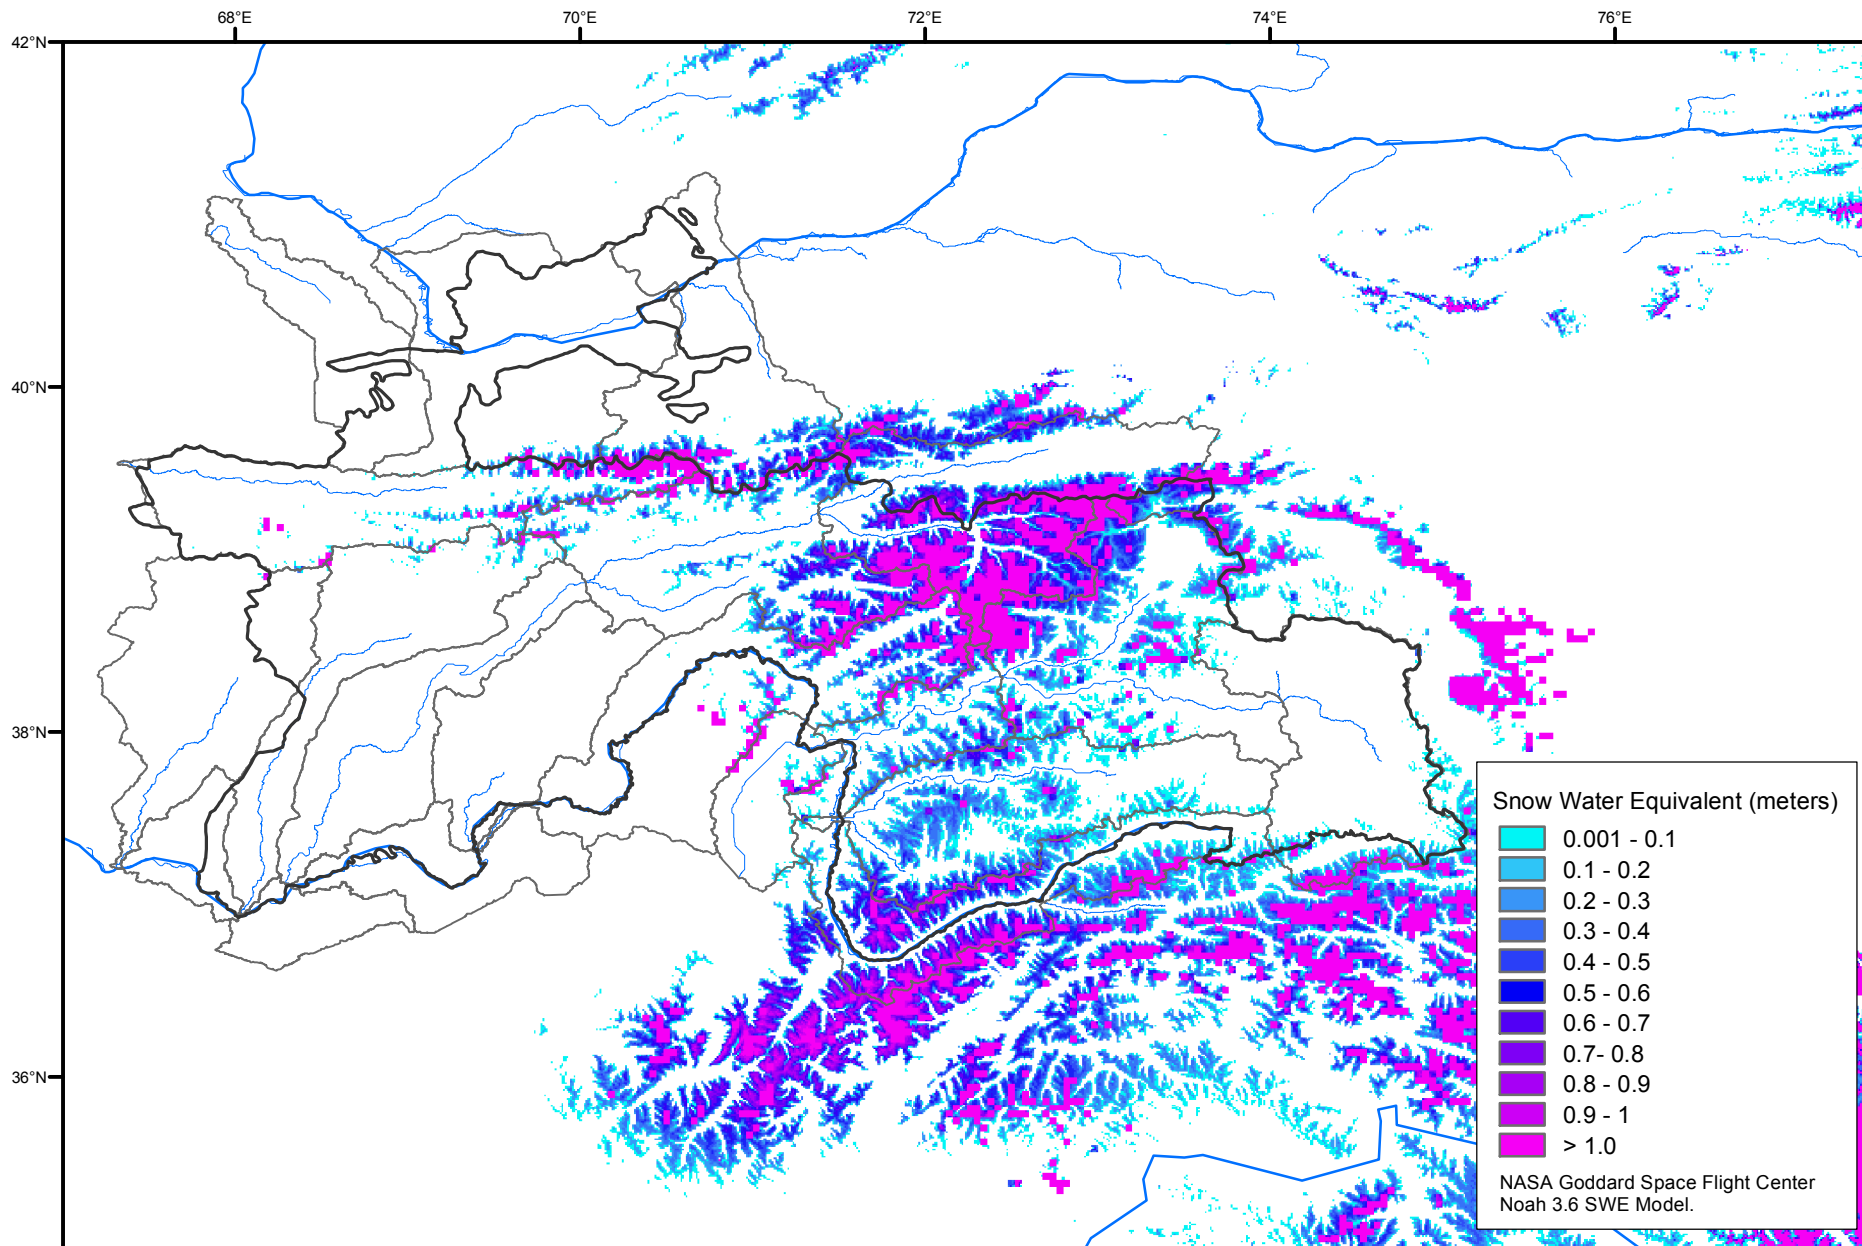 68°E
70°E
72°E
74°E
76°E
42°N
40°N
38°N
36°N
Snow Water Equivalent (meters)
0.001 - 0.1
0.1 - 0.2
0.2 - 0.3
0.3 - 0.4
0.4 - 0.5
0.5 - 0.6
0.6 - 0.7
0.7- 0.8
0.8 - 0.9
0.9 - 1
> 1.0
NASA Goddard Space Flight Center
Noah 3.6 SWE Model.